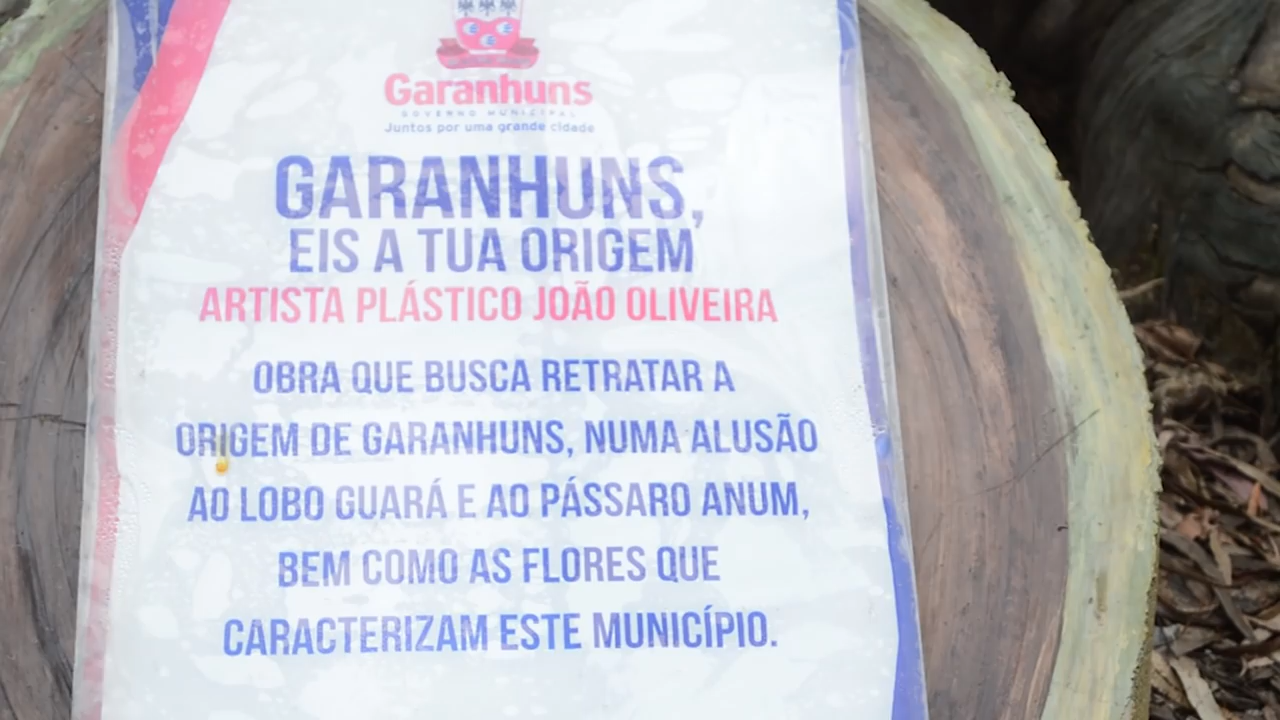 Garanhuns
GOVERNO MUNICIPAL
Juntos por uma grande cidade
GARANHUNS,
EIS A TUA ORIGEM
ARTISTA PLÁSTICO JOÃO OLIVEIRA
OBRA QUE BUSCA RETRATAR A
ORIGEM DE GARANHUNS, NUMA ALUSÃO
AO LOBO GUARÁ E AO PÁSSARO ANUM,
BEM COMO AS FLORES QUE
CARACTERIZAM ESTE MUNICÍPIO.